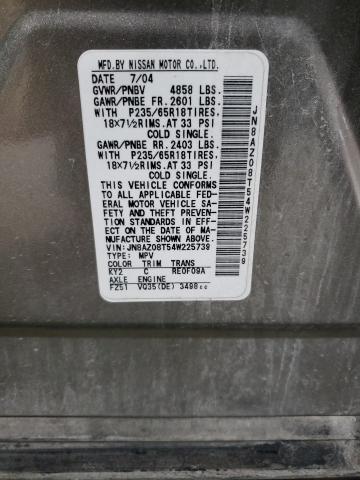 MFD.BY NISSAN MOTOR CO.,LTD.
DATE 7/04
GVWR/PNBV 4858 LBS.
GAWR/PNBE FR.2601 LBS.
WITH P235/65R18TIRES,
18X7½RIMS.AT 33 PSI
COLD SINGLE.
GAWR/PNBE RR.2403 LBS.
WITH P235/65R18TIRES,
18X7½RIMS.AT 33 PSI
COLD SINGLE.
THIS VEHICLE CONFORMS
TO ALL APPLICABLE FED-
ERAL MOTOR VEHICLE SA-
FETY AND THEFT PREVEN-
TION STANDARDS IN EFF-
ECT ON THE DATE OF MA-
NUFACTURE SHOWN ABOVE.
VIN:JN8AZ08T54W225739
TYPE: MPV
COLOR TRIM TRANS
KY2 C RE0F09A
AXLE ENGINE
FZ51 VQ35(DE) 3498cc
JN8AZ08T54W225739